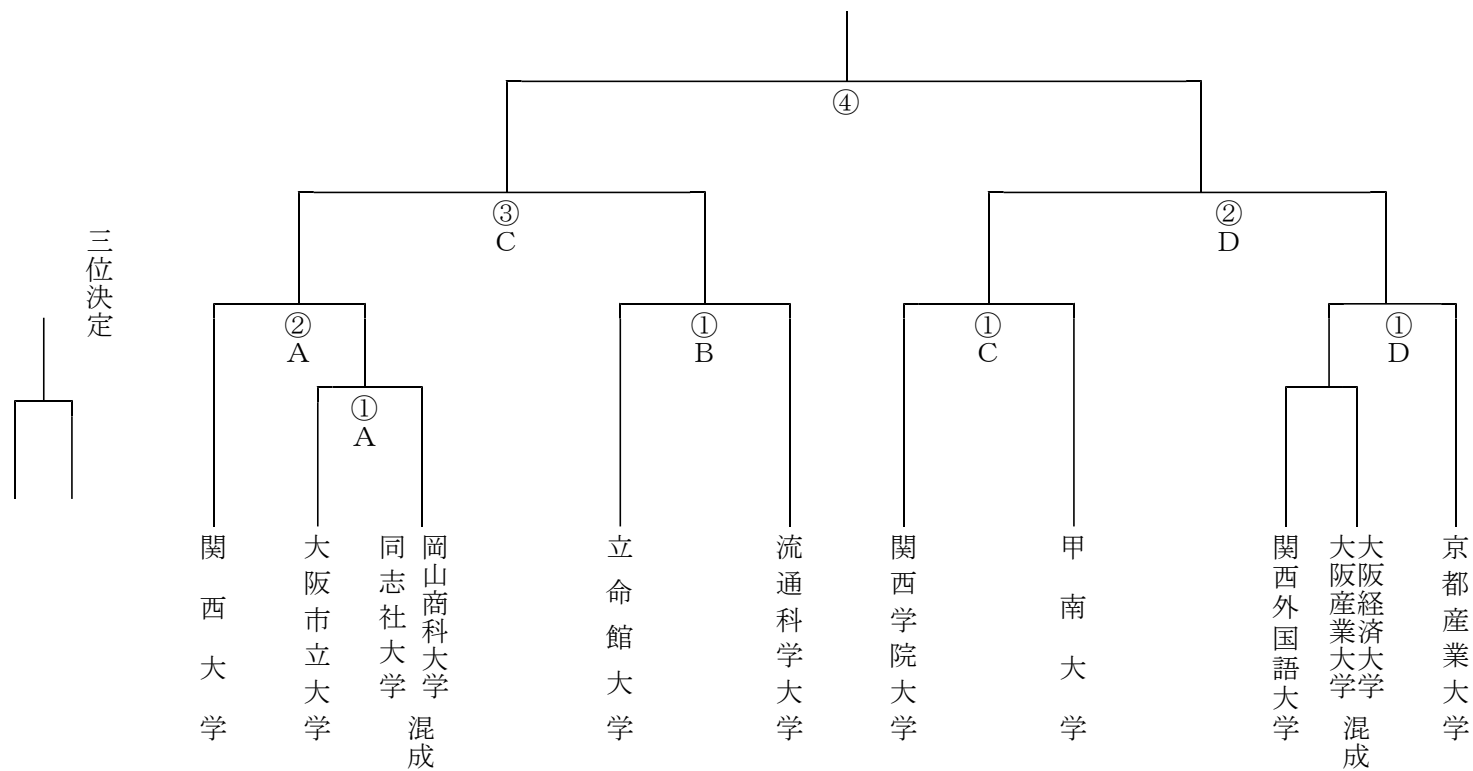 ④
③
C
②
D
三位決定
②
A
①
B
①
C
①
D
①
A
関西大学
大阪市立大学
岡山商科大学
同志社大学
混成
立命館大学
流通科学大学
関西学院大学
甲南大学
関西外国語大学
大阪経済大学
大阪産業大学
混成
京都産業大学